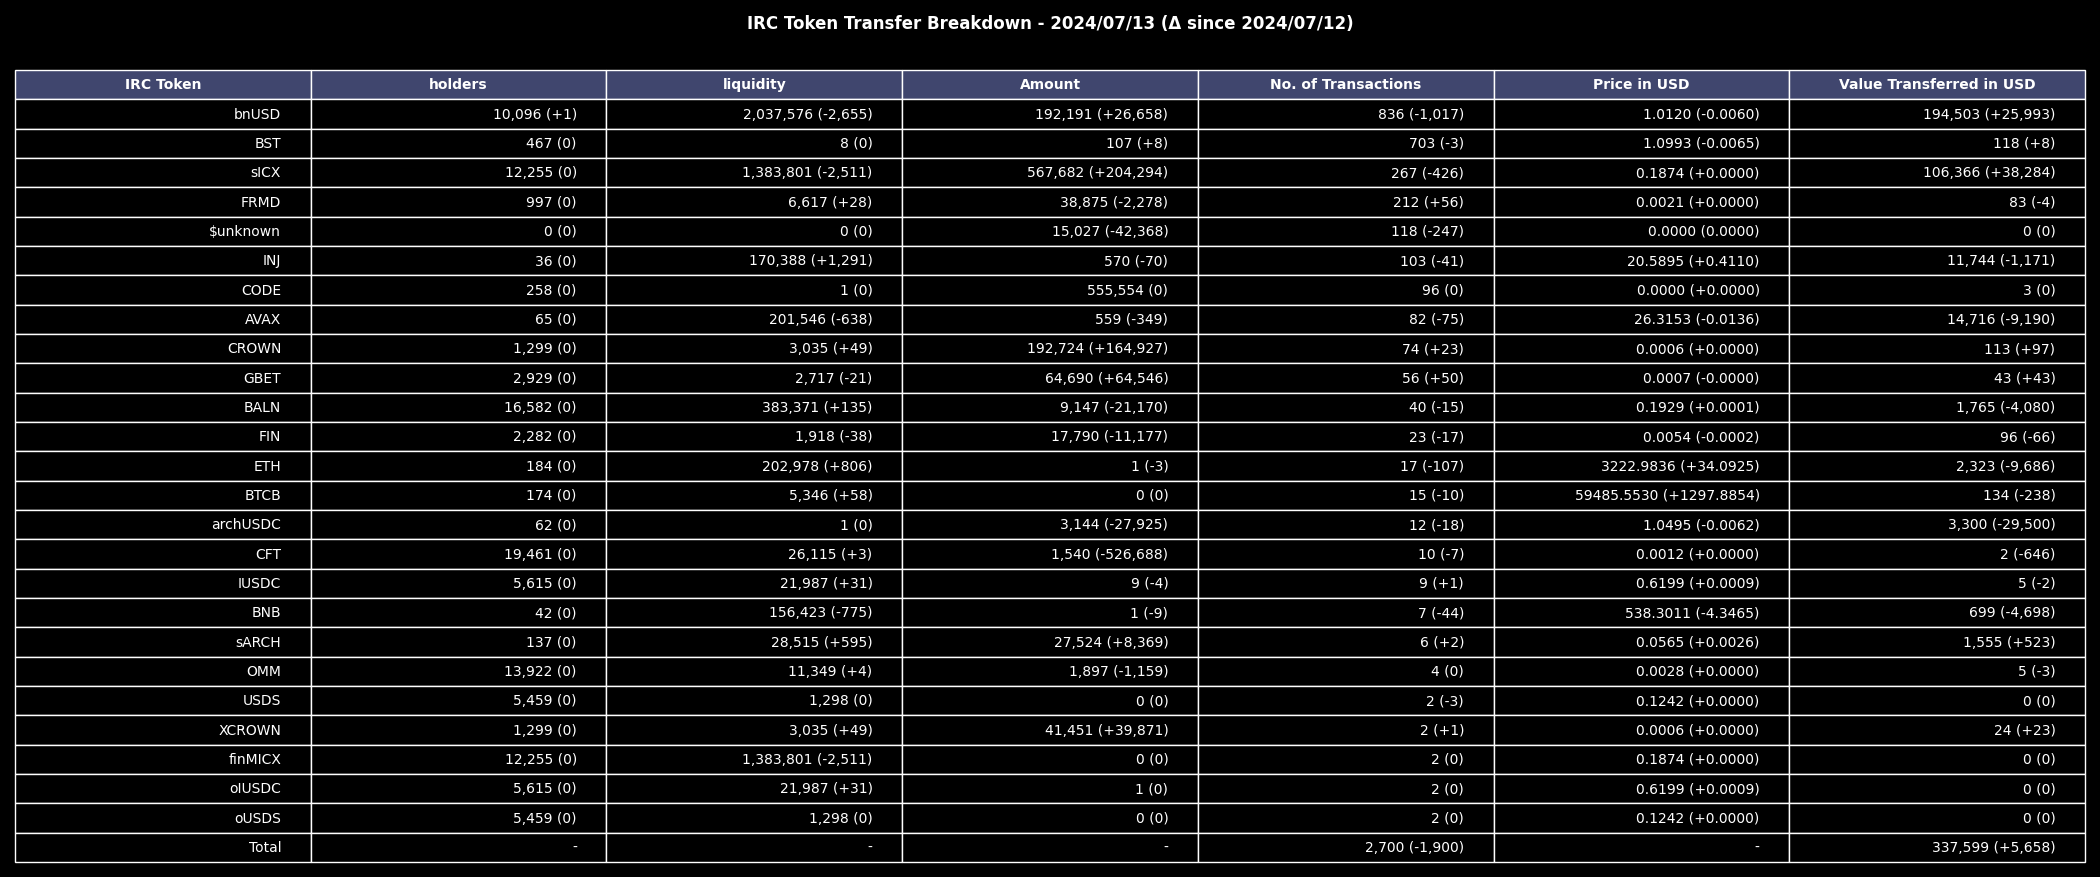 IRC Token Transfer Breakdown - 2024/07/13 (Δ since 2024/07/12)
IRC Token holders liquidity Amount No. of Transactions Price in USD Value Transferred in USD
bnUSD 10,096 (+1) 2,037,576 (-2,655) 192,191 (+26,658) 836 (-1,017) 1.0120 (-0.0060) 194,503 (+25,993)
BST 467 (0) 8 (0) 107 (+8) 703 (-3) 1.0993 (-0.0065) 118 (+8)
sICX 12,255 (0) 1,383,801 (-2,511) 567,682 (+204,294) 267 (-426) 0.1874 (+0.0000) 106,366 (+38,284)
FRMD 997 (0) 6,617 (+28) 38,875 (-2,278) 212 (+56) 0.0021 (+0.0000) 83 (-4)
$unknown 0 (0) 0 (0) 15,027 (-42,368) 118 (-247) 0.0000 (0.0000) 0 (0)
INJ 36 (0) 170,388 (+1,291) 570 (-70) 103 (-41) 20.5895 (+0.4110) 11,744 (-1,171)
CODE 258 (0) 1 (0) 555,554 (0) 96 (0) 0.0000 (+0.0000) 3 (0)
AVAX 65 (0) 201,546 (-638) 559 (-349) 82 (-75) 26.3153 (-0.0136) 14,716 (-9,190)
CROWN 1,299 (0) 3,035 (+49) 192,724 (+164,927) 74 (+23) 0.0006 (+0.0000) 113 (+97)
GBET 2,929 (0) 2,717 (-21) 64,690 (+64,546) 56 (+50) 0.0007 (-0.0000) 43 (+43)
BALN 16,582 (0) 383,371 (+135) 9,147 (-21,170) 40 (-15) 0.1929 (+0.0001) 1,765 (-4,080)
FIN 2,282 (0) 1,918 (-38) 17,790 (-11,177) 23 (-17) 0.0054 (-0.0002) 96 (-66)
ETH 184 (0) 202,978 (+806) 1 (-3) 17 (-107) 3222.9836 (+34.0925) 2,323 (-9,686)
BTCB 174 (0) 5,346 (+58) 0 (0) 15 (-10) 59485.5530 (+1297.8854) 134 (-238)
archUSDC 62 (0) 1 (0) 3,144 (-27,925) 12 (-18) 1.0495 (-0.0062) 3,300 (-29,500)
CFT 19,461 (0) 26,115 (+3) 1,540 (-526,688) 10 (-7) 0.0012 (+0.0000) 2 (-646)
IUSDC 5,615 (0) 21,987 (+31) 9 (-4) 9 (+1) 0.6199 (+0.0009) 5 (-2)
BNB 42 (0) 156,423 (-775) 1 (-9) 7 (-44) 538.3011 (-4.3465) 699 (-4,698)
sARCH 137 (0) 28,515 (+595) 27,524 (+8,369) 6 (+2) 0.0565 (+0.0026) 1,555 (+523)
OMM 13,922 (0) 11,349 (+4) 1,897 (-1,159) 4 (0) 0.0028 (+0.0000) 5 (-3)
USDS 5,459 (0) 1,298 (0) 0 (0) 2 (-3) 0.1242 (+0.0000) 0 (0)
XCROWN 1,299 (0) 3,035 (+49) 41,451 (+39,871) 2 (+1) 0.0006 (+0.0000) 24 (+23)
finMICX 12,255 (0) 1,383,801 (-2,511) 0 (0) 2 (0) 0.1874 (+0.0000) 0 (0)
oIUSDC 5,615 (0) 21,987 (+31) 1 (0) 2 (0) 0.6199 (+0.0009) 0 (0)
oUSDS 5,459 (0) 1,298 (0) 0 (0) 2 (0) 0.1242 (+0.0000) 0 (0)
Total - - - 2,700 (-1,900) - 337,599 (+5,658)